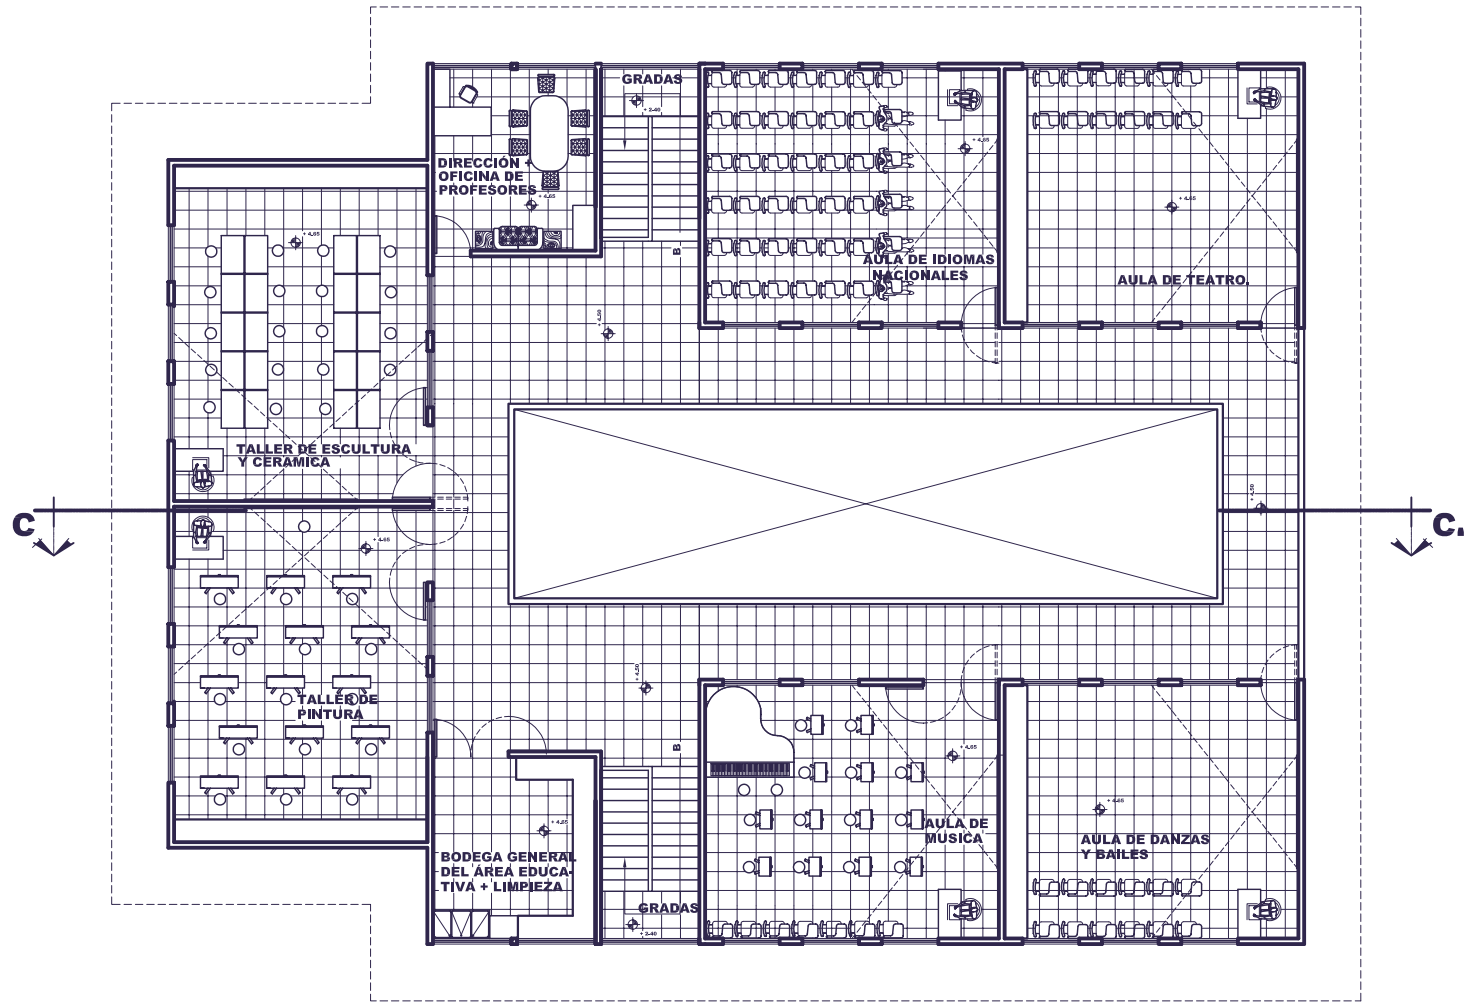 GRADAS
+ 2.40
DIRECCIÓN +
OFICINA DE
PROFESORES
+ 4.65
+ 4.65
+ 4.65
+ 4.65
B
AULA DE IDIOMAS
NACIONALES
AULA DE TEATRO.
+ 4.50
TALLER DE ESCULTURA
Y CERAMICA
+ 4.50
C
C.
+ 4.65
+ 4.50
TALLER DE
PINTURA
B
+ 4.65
+ 4.65
+ 4.65
AULA DE
MUSICA
AULA DE DANZAS
Y BAILES
BODEGA GENERAL
DEL ÁREA EDUCA-
TIVA + LIMPIEZA
GRADAS
+ 2.40